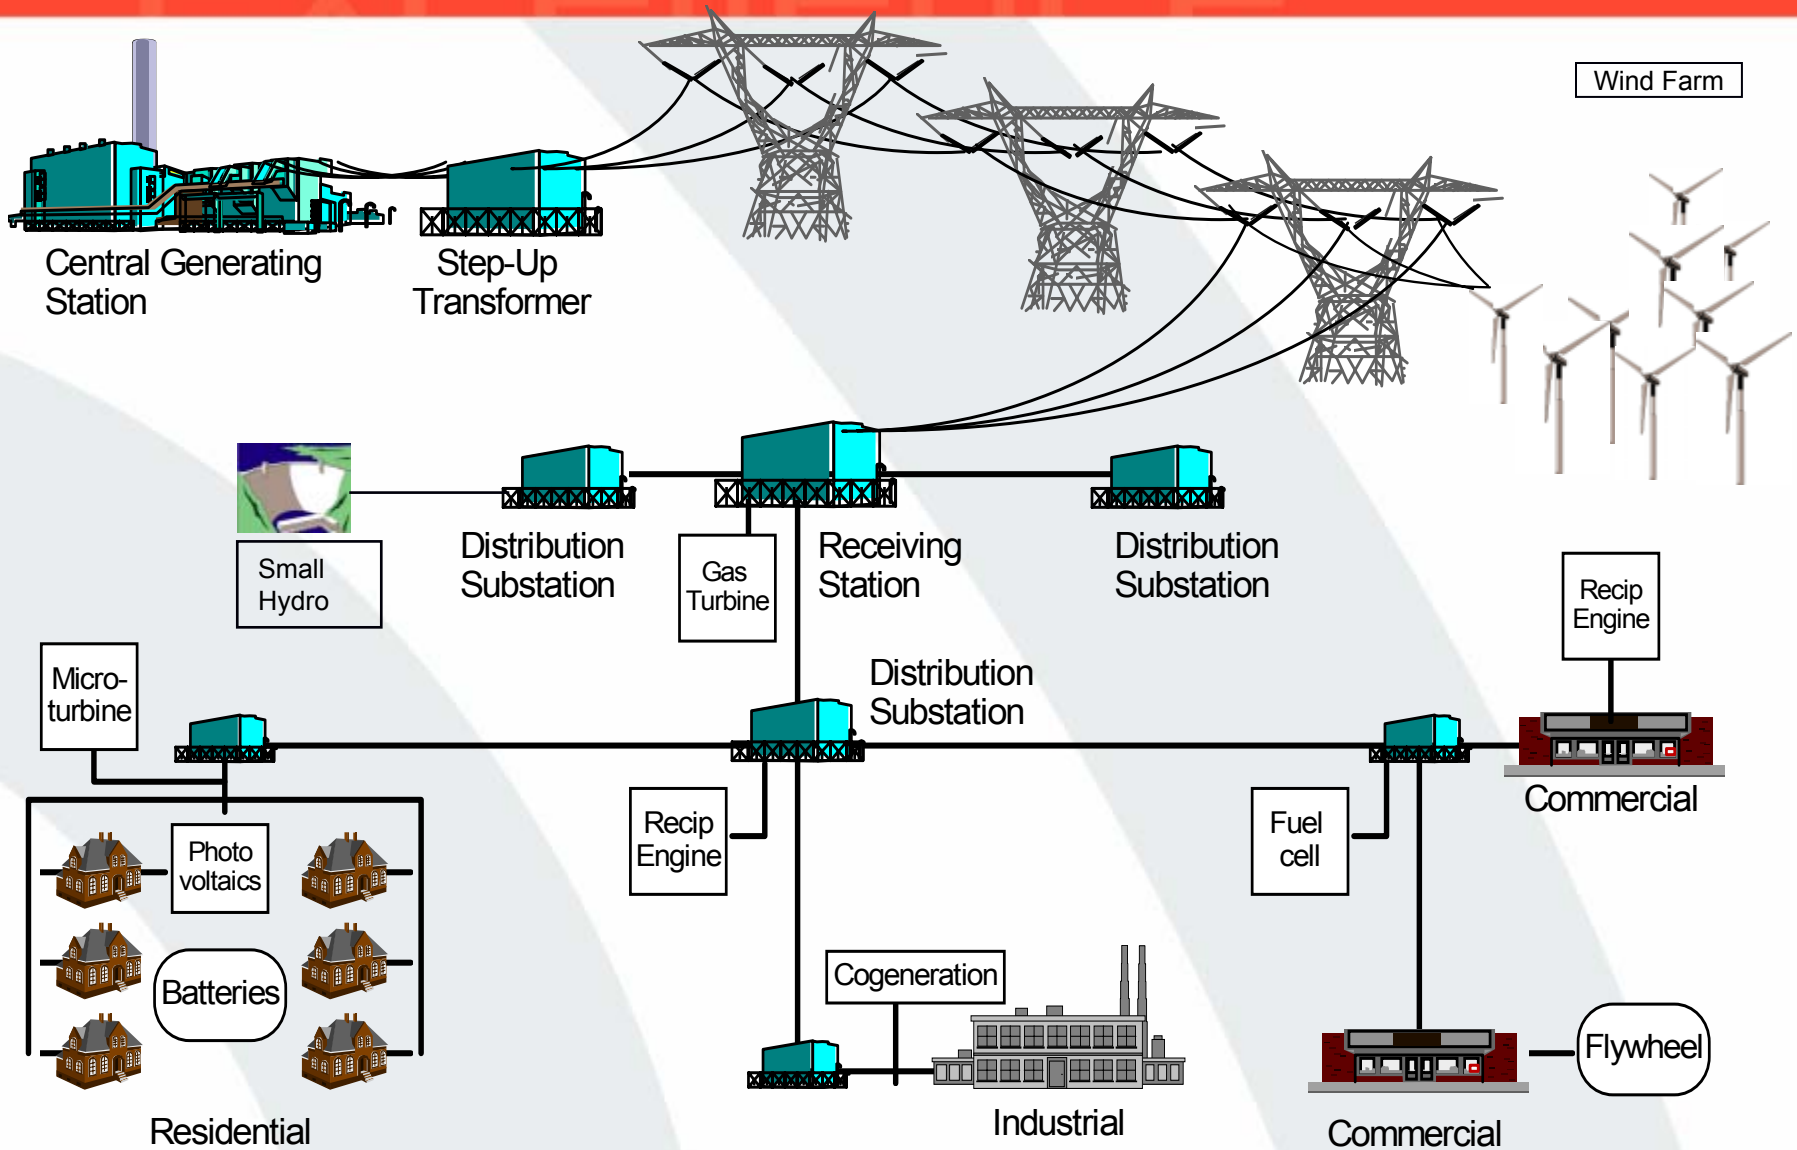 Wind Farm
Central Generating
Station
Step-Up
Transformer
Distribution
Substation
Gas
Turbine
Receiving
Station
Distribution
Substation
Small
Hydro
Recip
Engine
Micro-
turbine
Distribution
Substation
Recip
Engine
Fuel
cell
Commercial
Photo
voltaics
Batteries
Cogeneration
Flywheel
Residential
Industrial
Commercial